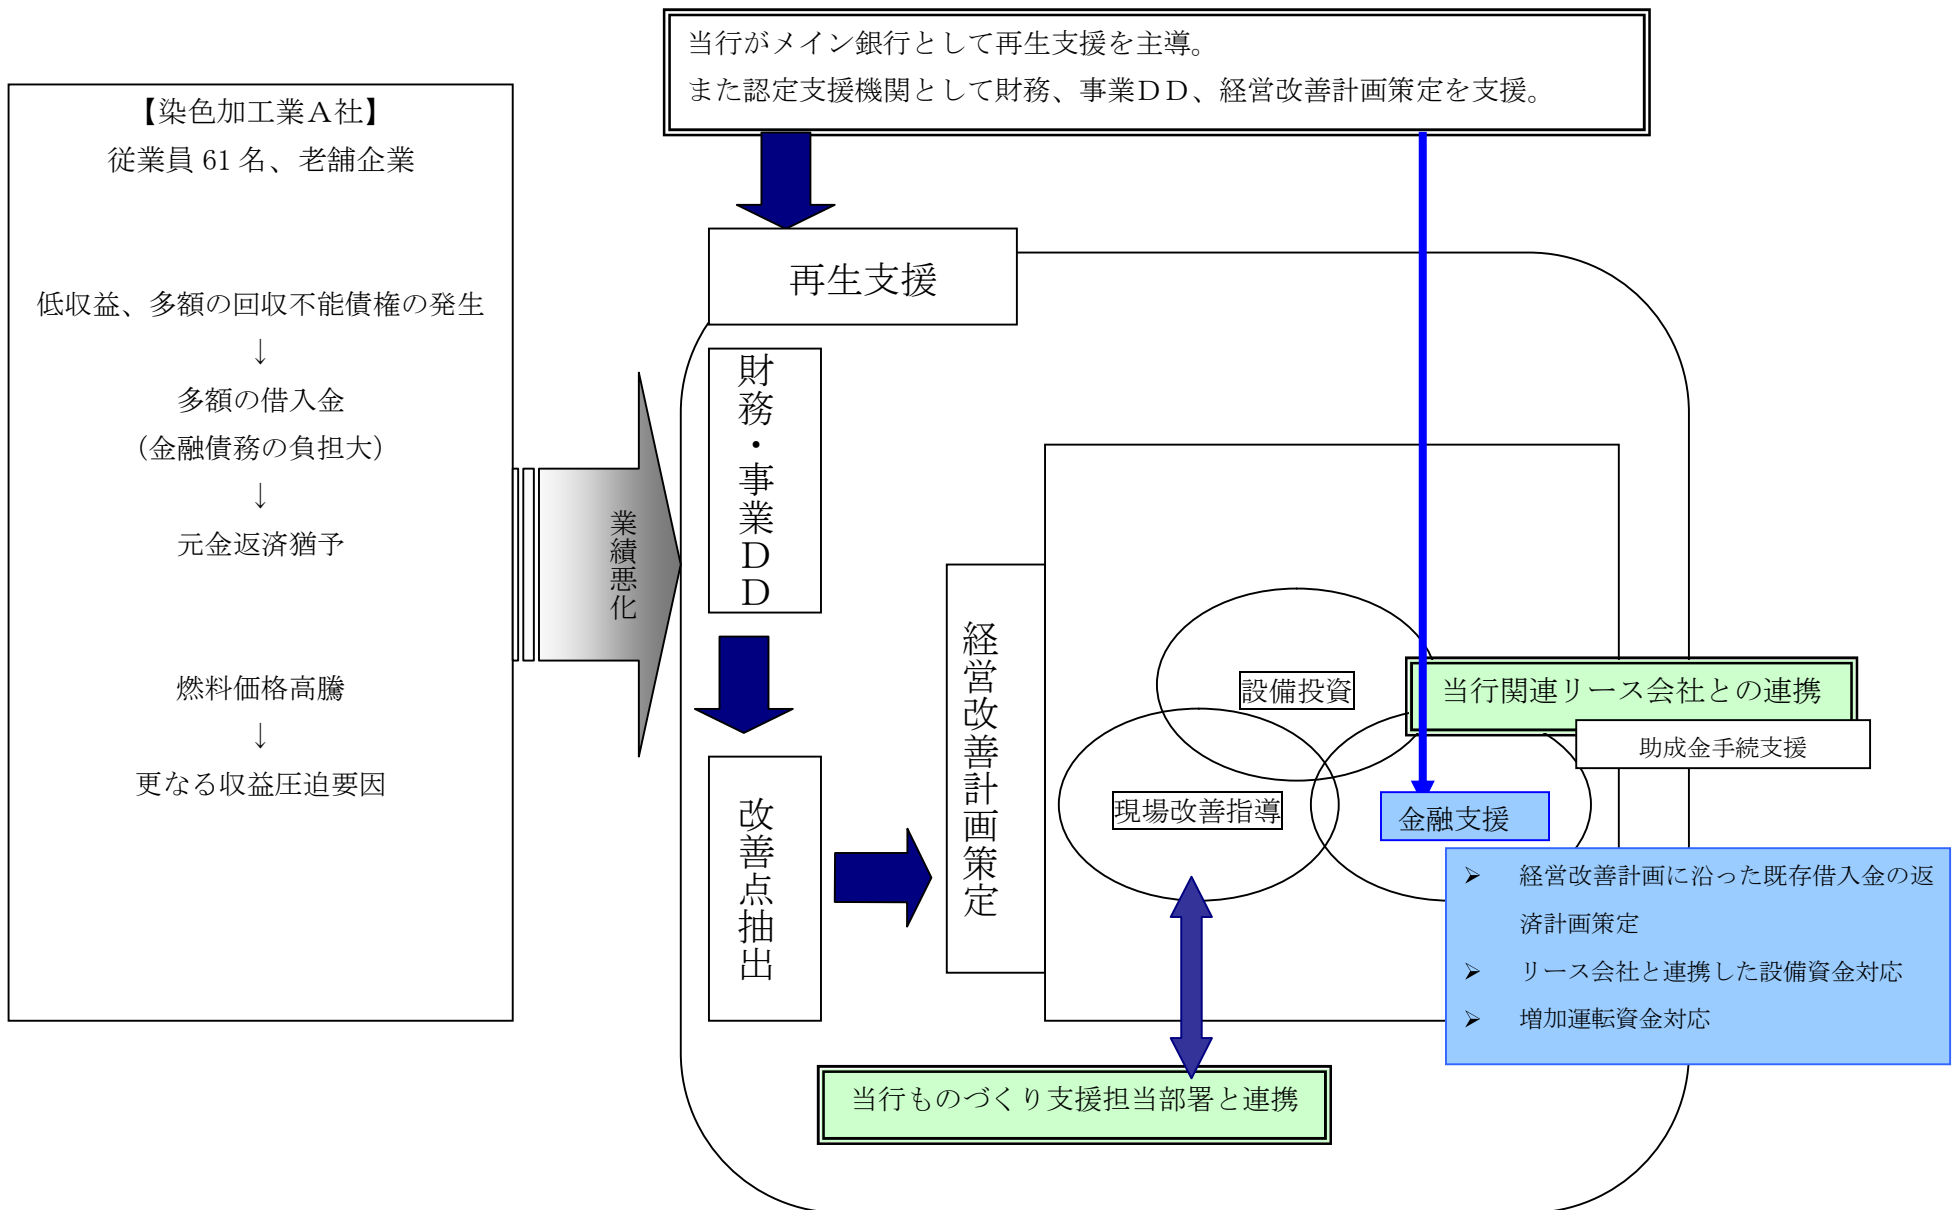 当行がメイン銀行として再生支援を主導。
また認定支援機関として財務、事業ＤＤ、経営改善計画策定を支援。
【染色加工業Ａ社】
従業員 61 名、老舗企業
低収益、多額の回収不能債権の発生
↓
多額の借入金
（金融債務の負担大）
↓
元金返済猶予
燃料価格高騰
↓
更なる収益圧迫要因
業績悪化
再生支援
財務・事業ＤＤ
改善点抽出
経営改善計画策定
設備投資
現場改善指導
金融支援
当行関連リース会社との連携
助成金手続支援
➢ 経営改善計画に沿った既存借入金の返
済計画策定
➢ リース会社と連携した設備資金対応
➢ 増加運転資金対応
当行ものづくり支援担当部署と連携